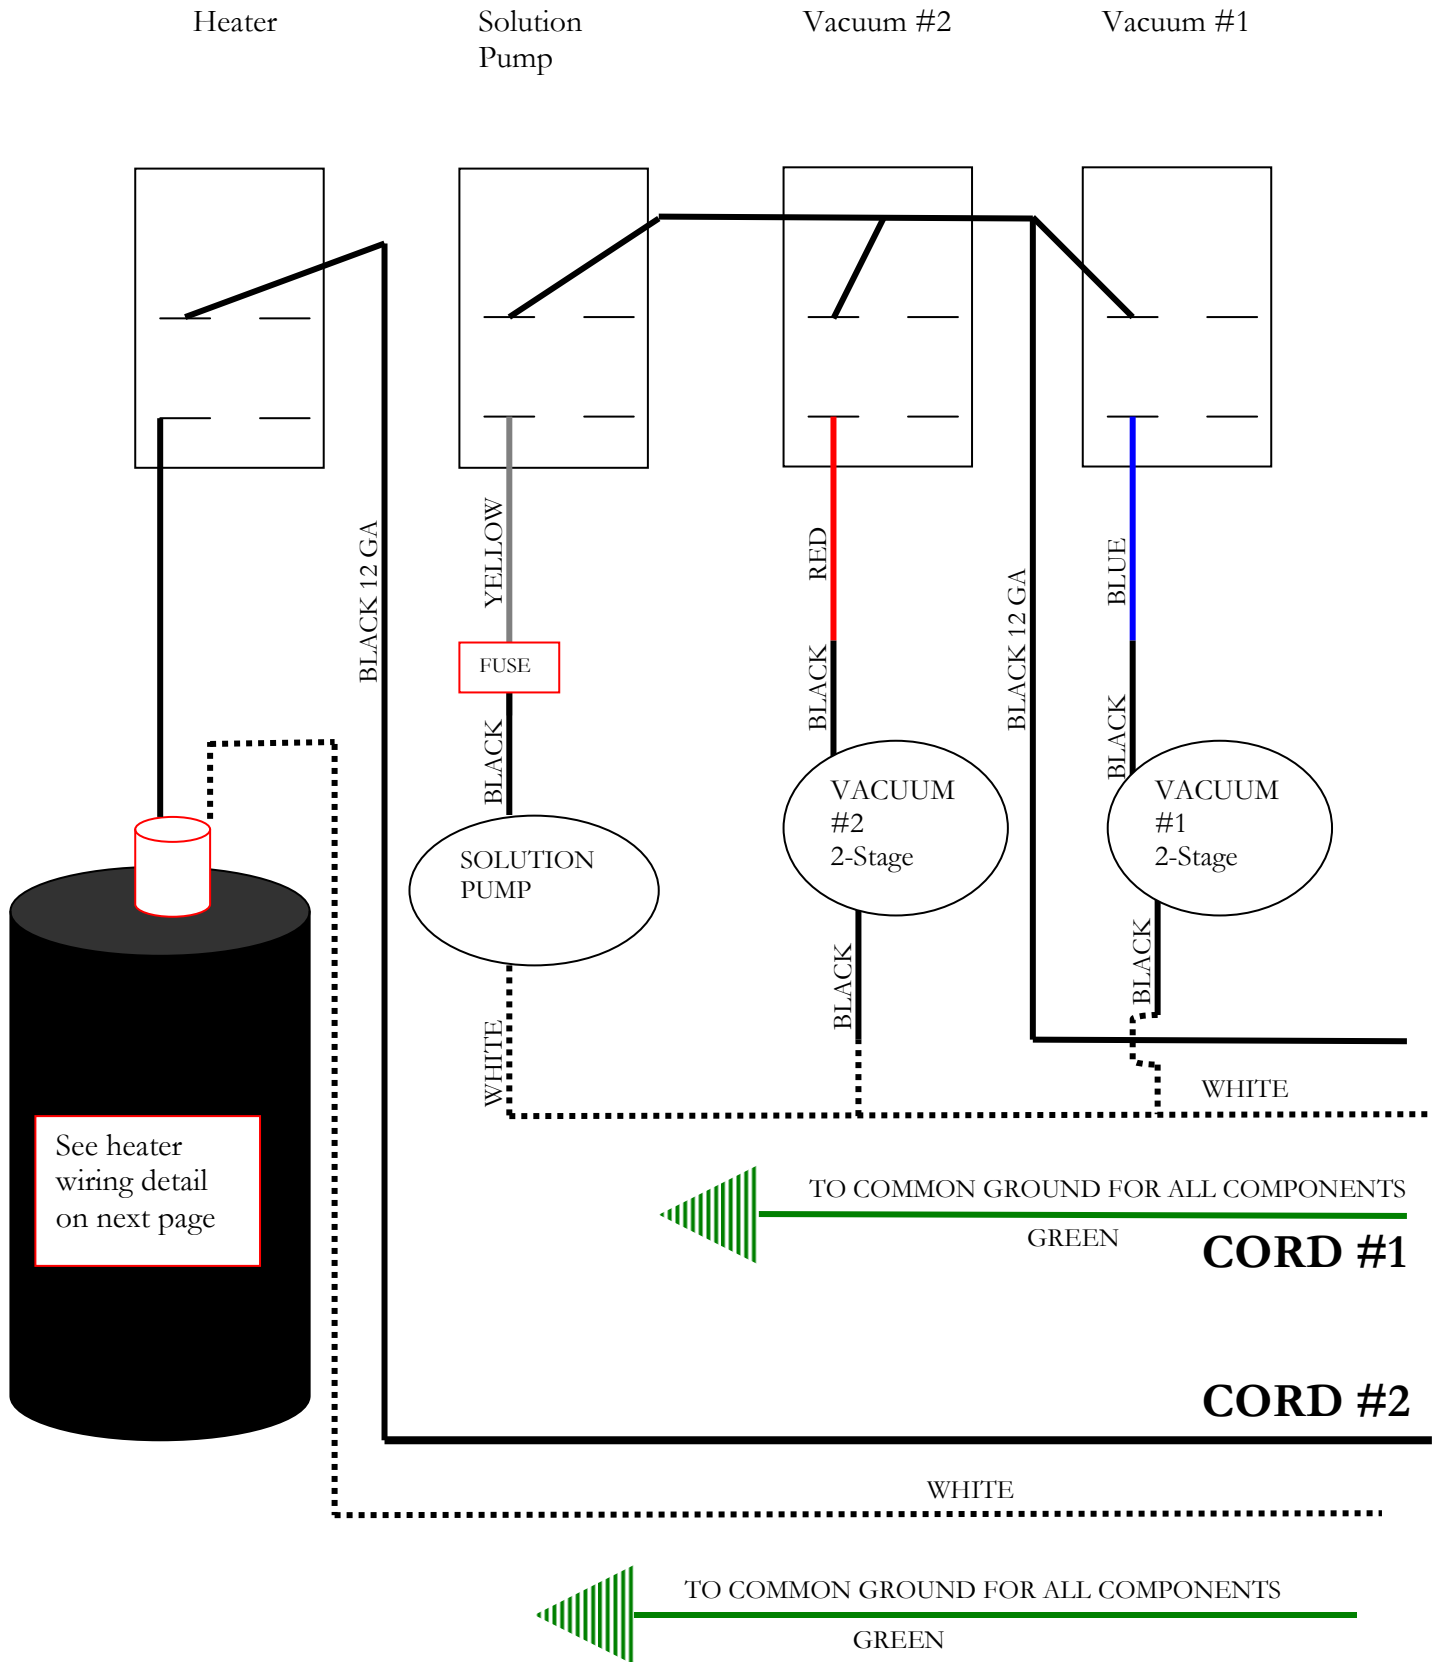 Heater
Solution
Pump
Vacuum #2
Vacuum #1
BLACK 12 GA
YELLOW
RED
BLACK 12 GA
BLUE
FUSE
BLACK
BLACK
BLACK
SOLUTION
PUMP
VACUUM
#2
2-Stage
VACUUM
#1
2-Stage
WHITE
BLACK
BLACK
WHITE
See heater
wiring detail
on next page
TO COMMON GROUND FOR ALL COMPONENTS
GREEN
CORD #1
CORD #2
WHITE
TO COMMON GROUND FOR ALL COMPONENTS
GREEN